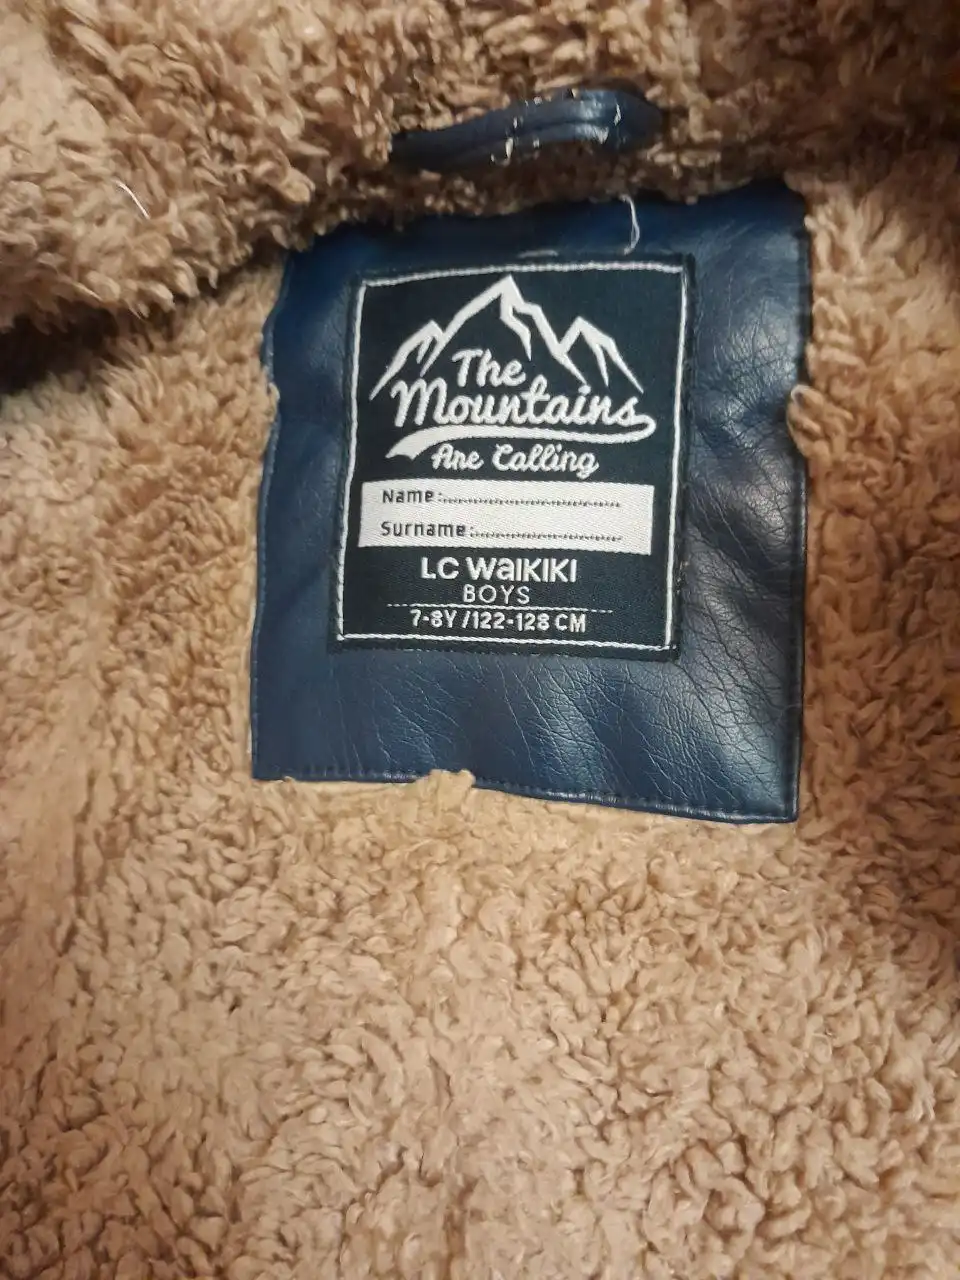 The
Mountains
Are Calling
Name:..............................
Surname:........................
LC WAIKIKI
BOYS
7-8Y /122-128 CM